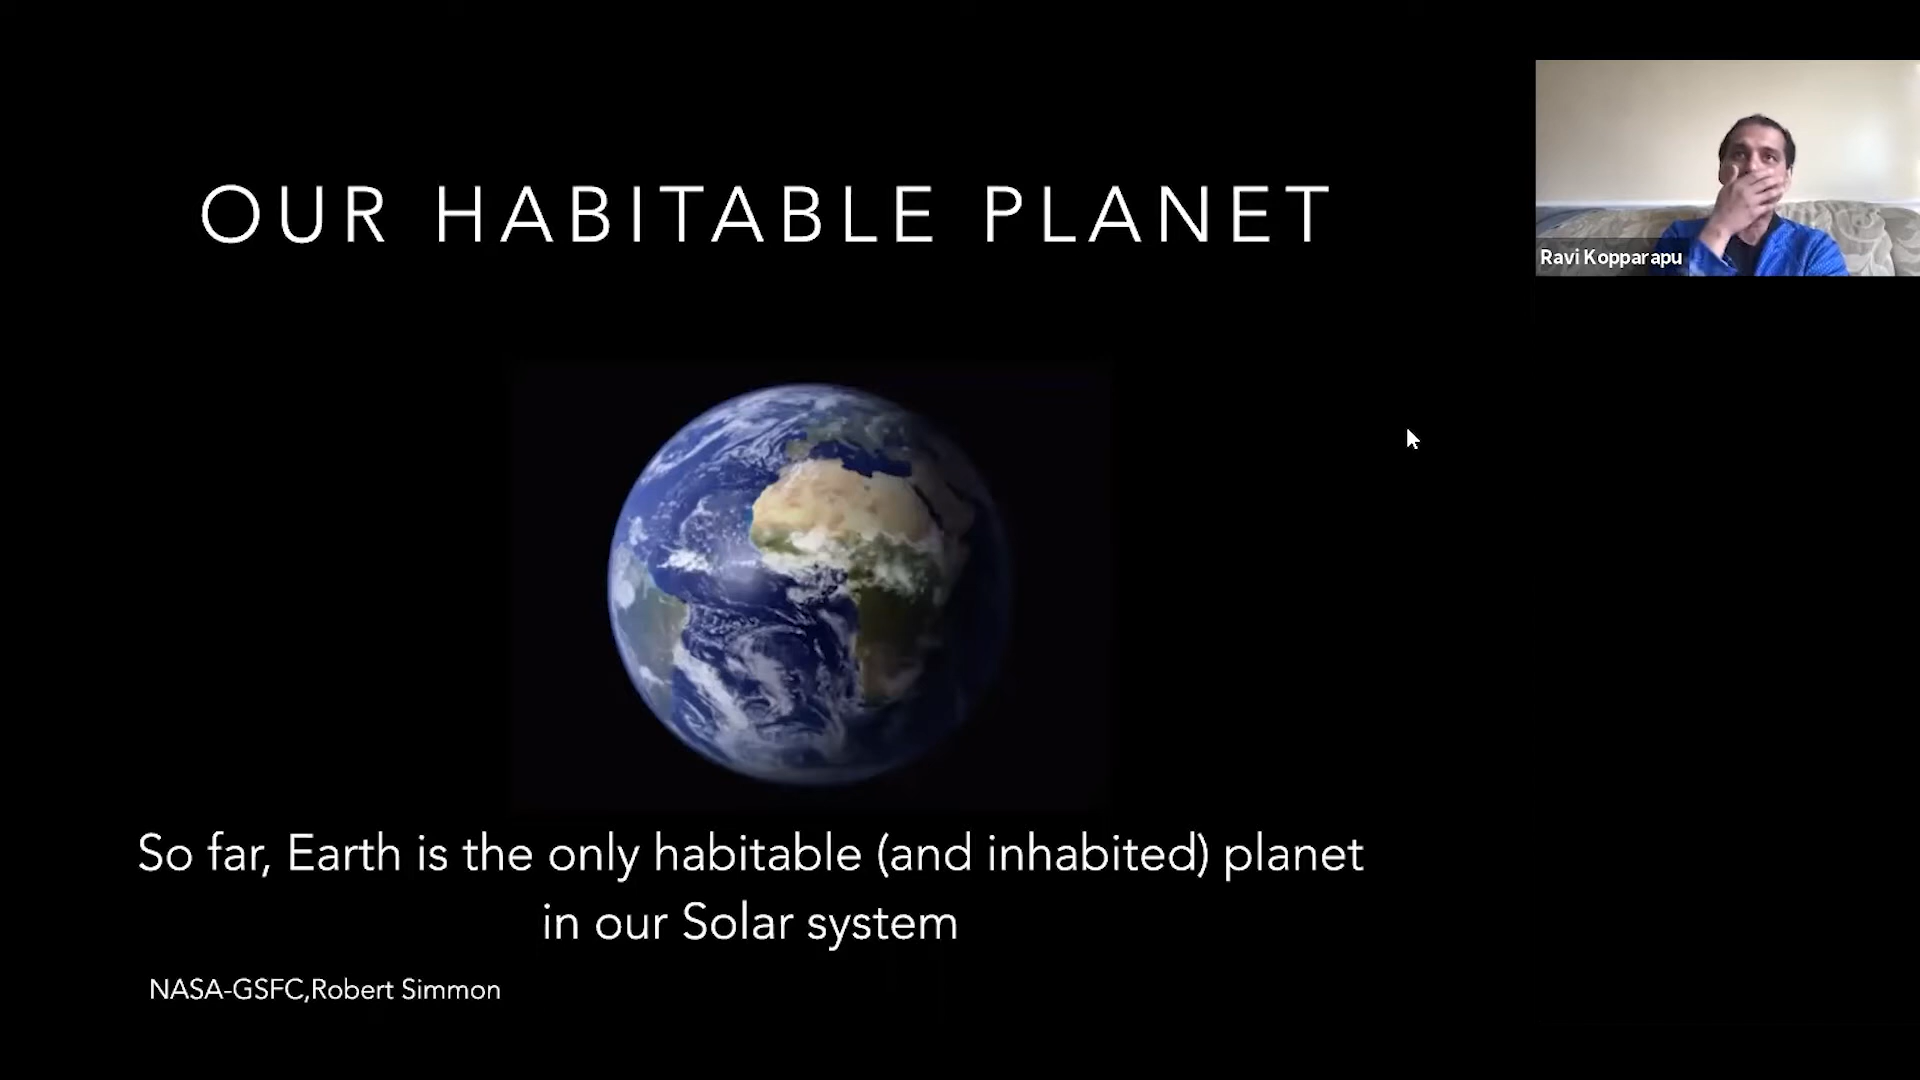 OUR HABITABLE PLANET
Ravi Kopparapu
So far, Earth is the only habitable (and inhabited) planet
in our Solar system
NASA-GSFC,Robert Simmon